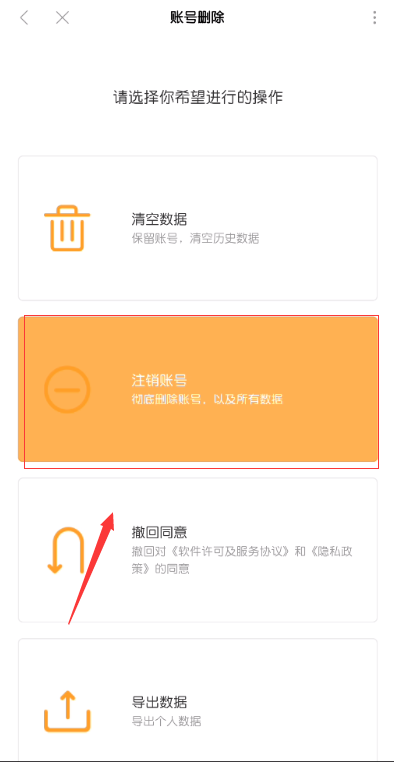 账号删除
请选择你希望进行的操作
清空数据
保留账号，清空历史数据
注销账号
彻底删除账号，以及所有数据
撤回同意
撤回对《软件许可及服务协议》和《隐私政
策》的同意
导出数据
导出个人数据